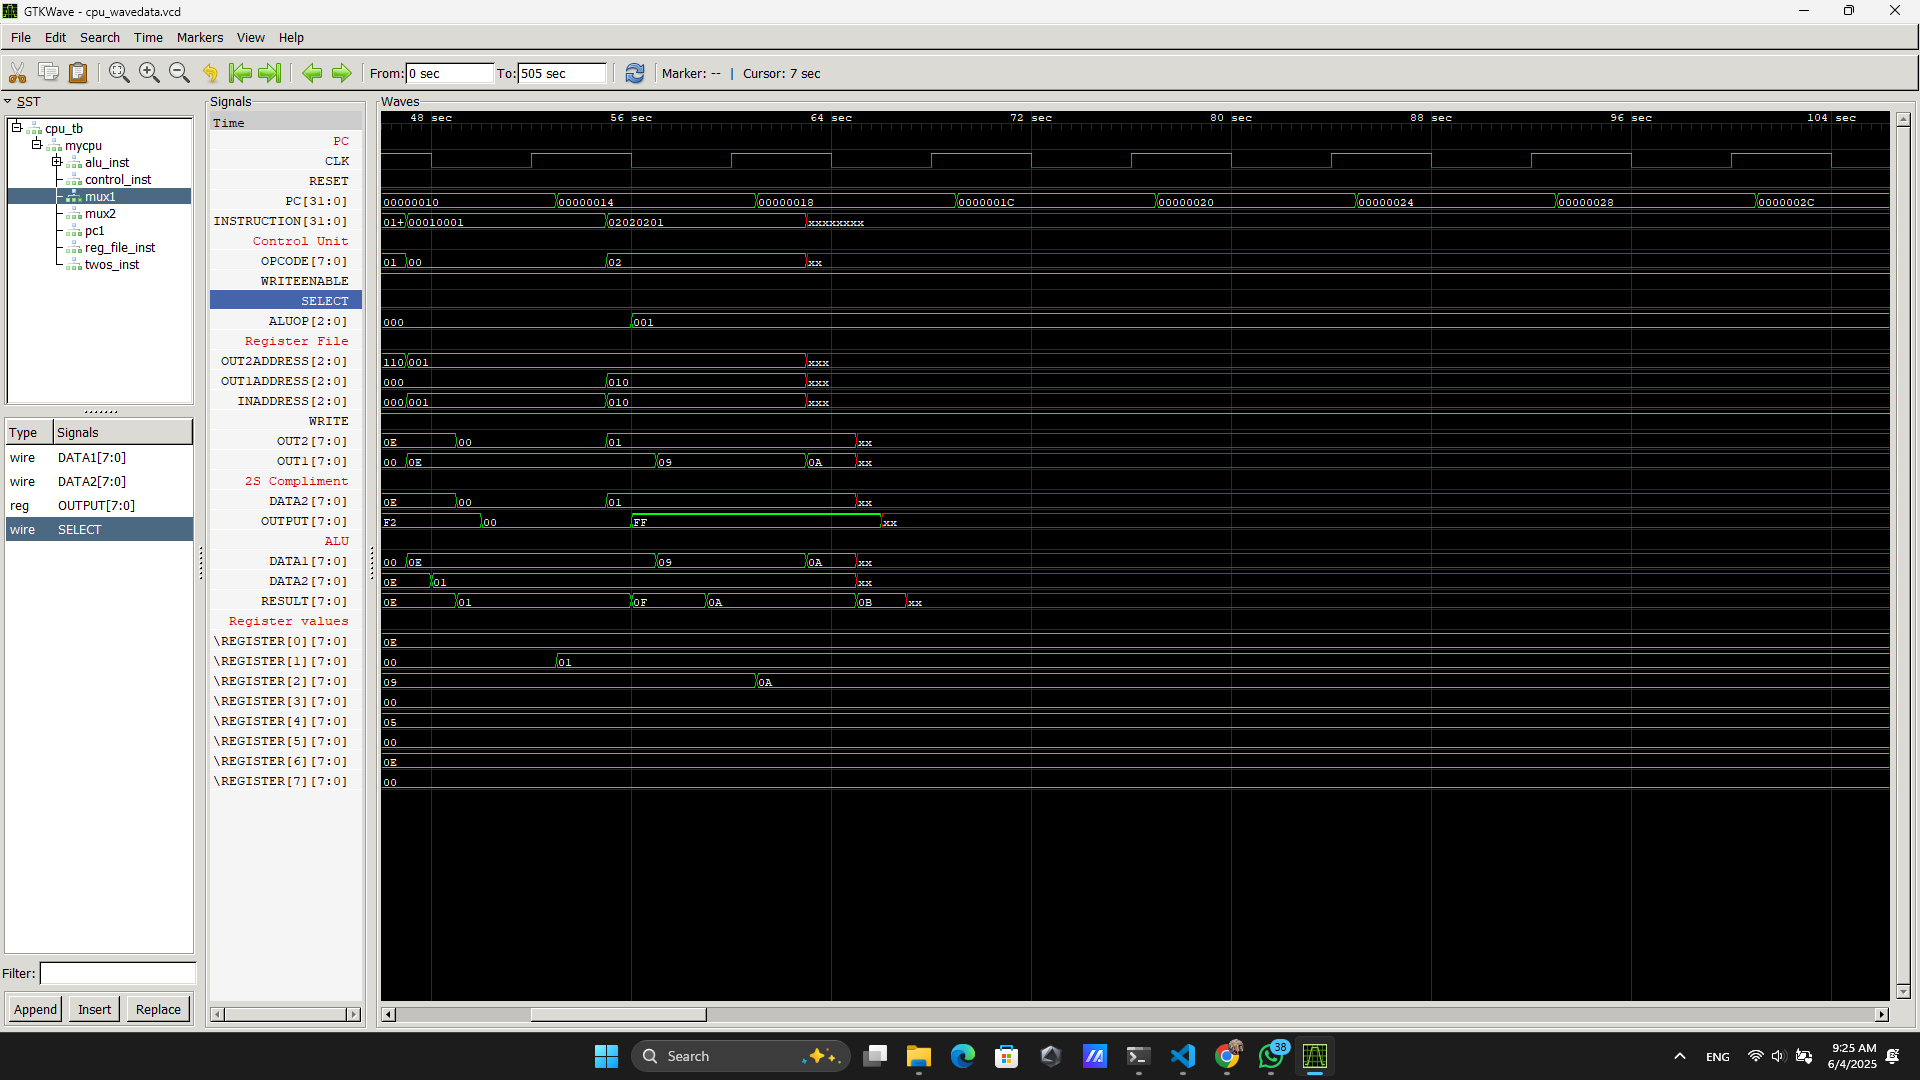 GTKWave - cpu_wavedata.vcd
File Edit Search Time Markers View Help
From: 0 sec To: 505 sec Marker: -- | Cursor: 7 sec
SST
cpu_tb
mycpu
alu_inst
control_inst
mux1
mux2
pc1
reg_file_inst
twos_inst
Type Signals
wire DATA1[7:0]
wire DATA2[7:0]
reg OUTPUT[7:0]
wire SELECT
Filter:
Append Insert Replace
Signals
Time
PC
CLK
RESET
PC[31:0]
INSTRUCTION[31:0]
Control Unit
OPCODE[7:0]
WRITEENABLE
SELECT
ALUOP[2:0]
Register File
OUT2ADDRESS[2:0]
OUT1ADDRESS[2:0]
INADDRESS[2:0]
WRITE
OUT2[7:0]
OUT1[7:0]
2S Compliment
DATA2[7:0]
OUTPUT[7:0]
ALU
DATA1[7:0]
DATA2[7:0]
RESULT[7:0]
Register values
\REGISTER[0][7:0]
\REGISTER[1][7:0]
\REGISTER[2][7:0]
\REGISTER[3][7:0]
\REGISTER[4][7:0]
\REGISTER[5][7:0]
\REGISTER[6][7:0]
\REGISTER[7][7:0]
Waves
48 sec 56 sec 64 sec 72 sec 80 sec 88 sec 96 sec 104 sec
00000010 00000014 00000018 0000001C 00000020 00000024 00000028 0000002C
01+ 00010001 02020201 xxxxxxxx
01 00 02 xx
000 001
110 001 xxx
000 010 xxx
000 001 010 xxx
0E 00 01 xx
00 0E 09 0A xx
0E 00 01 xx
F2 00 FF xx
00 0E 09 0A xx
0E 01 xx
0E 01 0F 0A 0B xx
0E
00 01
09 0A
00
05
00
0E
00
Search
38
ENG
9:25 AM
6/4/2025